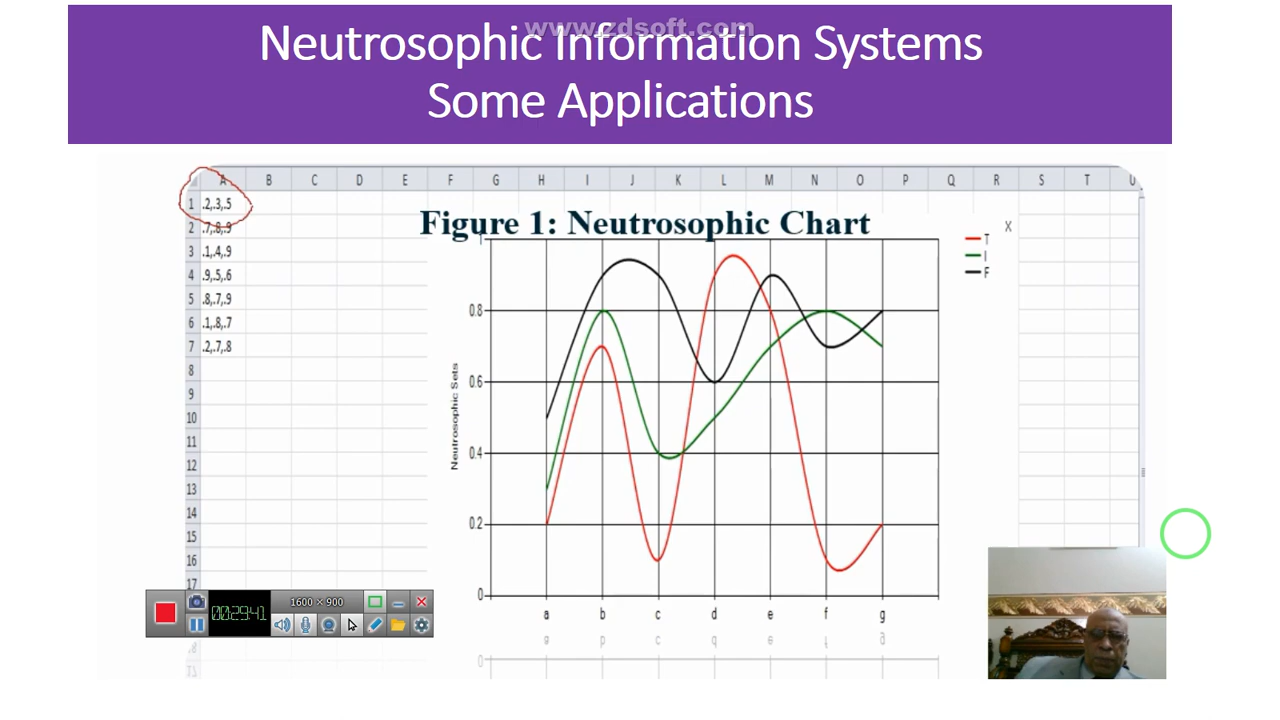 www.zdsoft.com
Neutrosophic Information Systems
Some Applications
A B C D E F G H I J K L M N O P Q R S T U
1 .2,.3,.5
2 .7,.8,.9
3 .1,.4,.9
4 .9,.5,.6
5 .8,.7,.9
6 .1,.8,.7
7 .2,.7,.8
8
9
10
11
12
13
14
15
16
17
Figure 1: Neutrosophic Chart
X
T
I
F
Neutrosophic Sets
1
0.8
0.6
0.4
0.2
0
a b c d e f g
00:29:41
1600 × 900